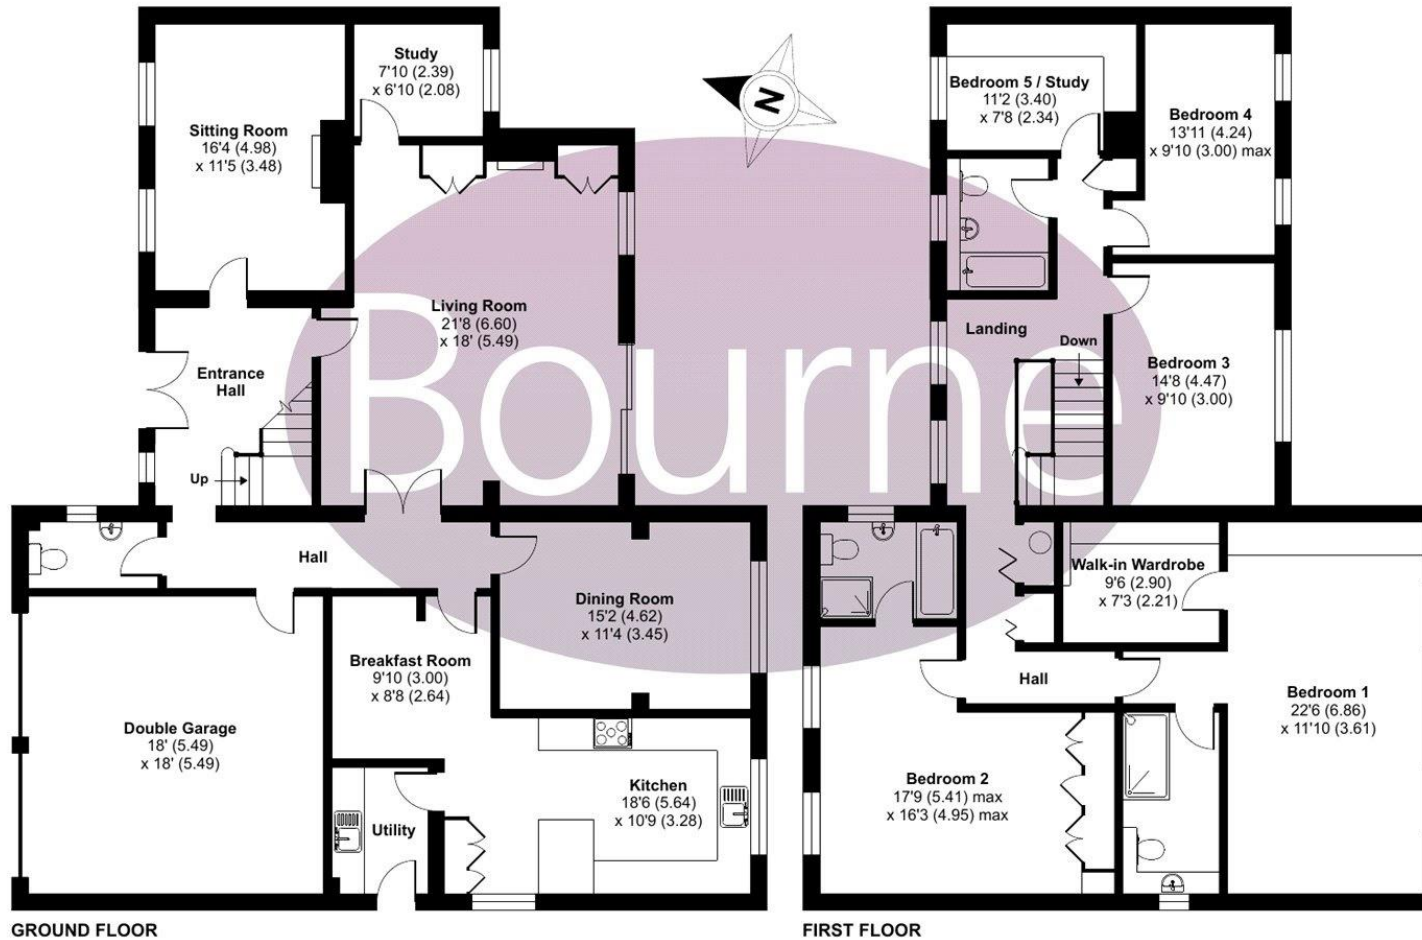 Study
7'10 (2.39)
x 6'10 (2.08)
Sitting Room
16'4 (4.98)
x 11'5 (3.48)
Living Room
21'8 (6.60)
x 18' (5.49)
Entrance
Hall
Up
Hall
Dining Room
15'2 (4.62)
x 11'4 (3.45)
Breakfast Room
9'10 (3.00)
x 8'8 (2.64)
Double Garage
18' (5.49)
x 18' (5.49)
Kitchen
18'6 (5.64)
x 10'9 (3.28)
Utility
GROUND FLOOR
N
Bourne
Bedroom 5 / Study
11'2 (3.40)
x 7'8 (2.34)
Bedroom 4
13'11 (4.24)
x 9'10 (3.00) max
Landing
Down
Bedroom 3
14'8 (4.47)
x 9'10 (3.00)
Walk-in Wardrobe
9'6 (2.90)
x 7'3 (2.21)
Hall
Bedroom 1
22'6 (6.86)
x 11'10 (3.61)
Bedroom 2
17'9 (5.41) max
x 16'3 (4.95) max
FIRST FLOOR